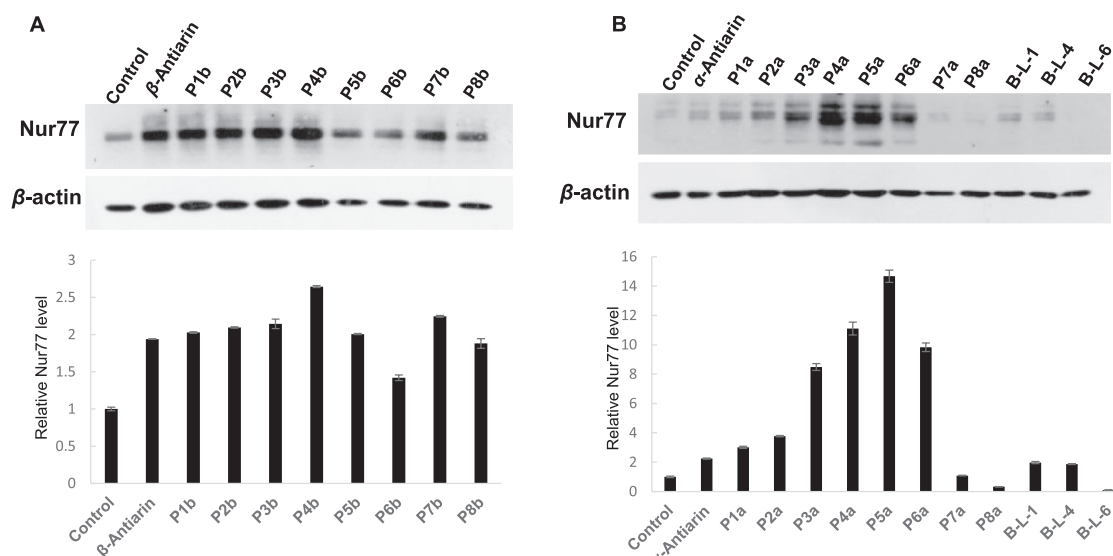 A
Control
β-Antiarin
P1b
P2b
P3b
P4b
P5b
P6b
P7b
P8b
Nur77
β-actin
Relative Nur77 level
3
2.5
2
1.5
1
0.5
0
Control
β-Antiarin
P1b
P2b
P3b
P4b
P5b
P6b
P7b
P8b
B
Control
α-Antiarin
P1a
P2a
P3a
P4a
P5a
P6a
P7a
P8a
B-L-1
B-L-4
B-L-6
Nur77
β-actin
Relative Nur77 level
16
14
12
10
8
6
4
2
0
Control
-Antiarin
P1a
P2a
P3a
P4a
P5a
P6a
P7a
P8a
B-L-1
B-L-4
B-L-6